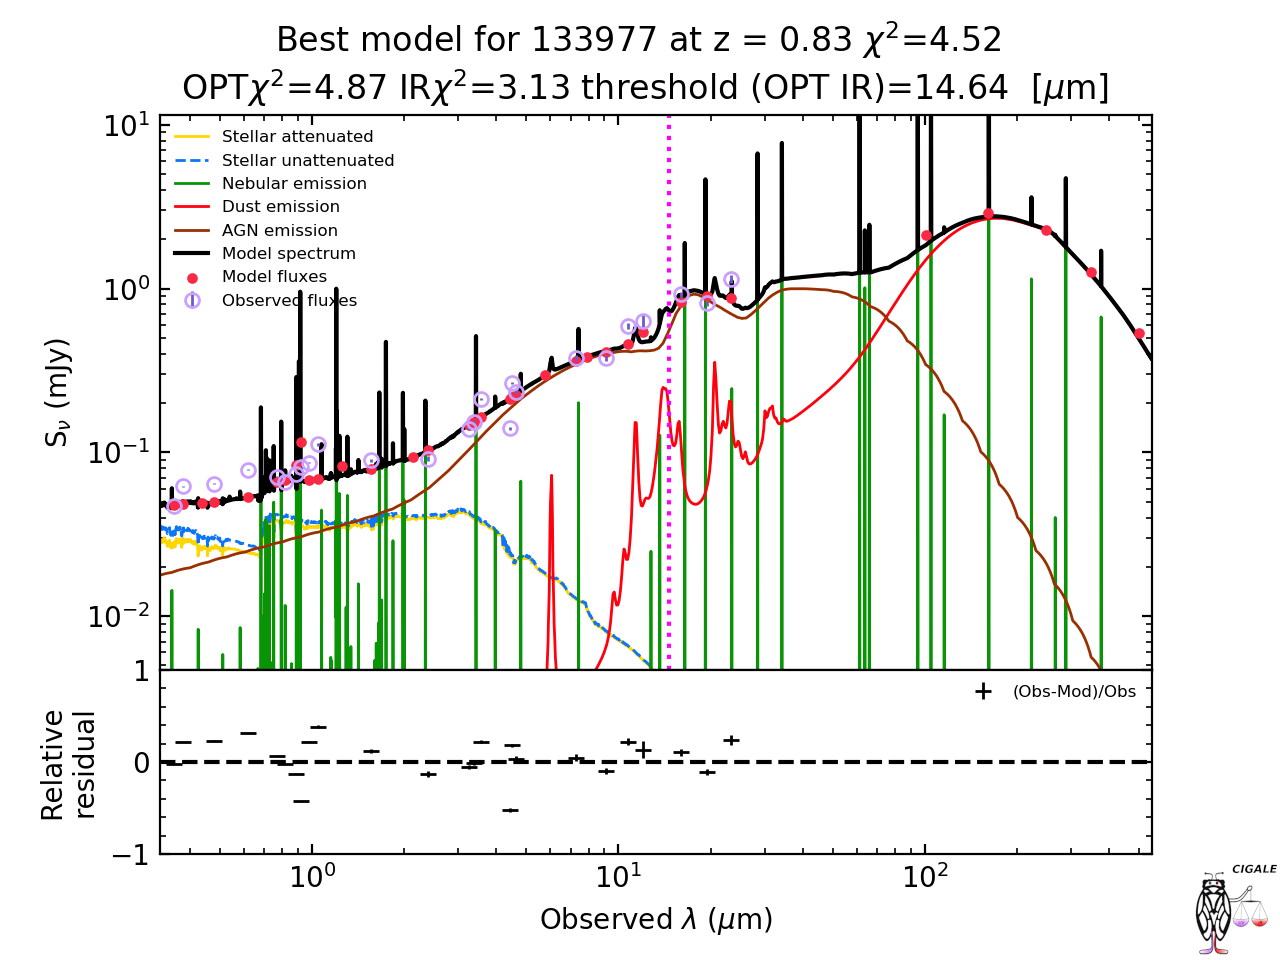 Best model for 133977 at z = 0.83 χ²=4.52
OPTχ²=4.87 IRχ²=3.13 threshold (OPT IR)=14.64 [μm]
10¹
10⁰
10⁻¹
10⁻²
S_ν (mJy)
Stellar attenuated
Stellar unattenuated
Nebular emission
Dust emission
AGN emission
Model spectrum
Model fluxes
Observed fluxes
1
0
−1
Relative
residual
(Obs-Mod)/Obs
10⁰ 10¹ 10²
Observed λ (μm)
CIGALE